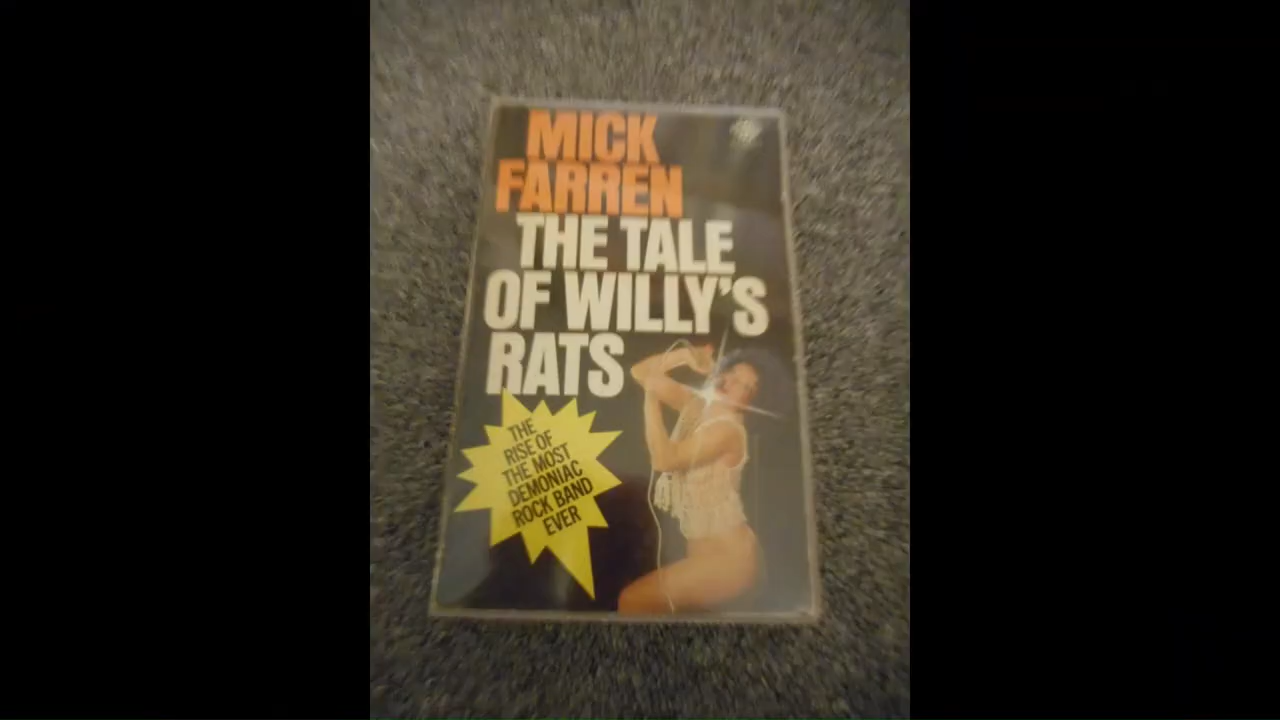 MICK
FARREN
THE TALE
OF WILLY'S
RATS
THE
RISE OF
THE MOST
DEMONIAC
ROCK BAND
EVER